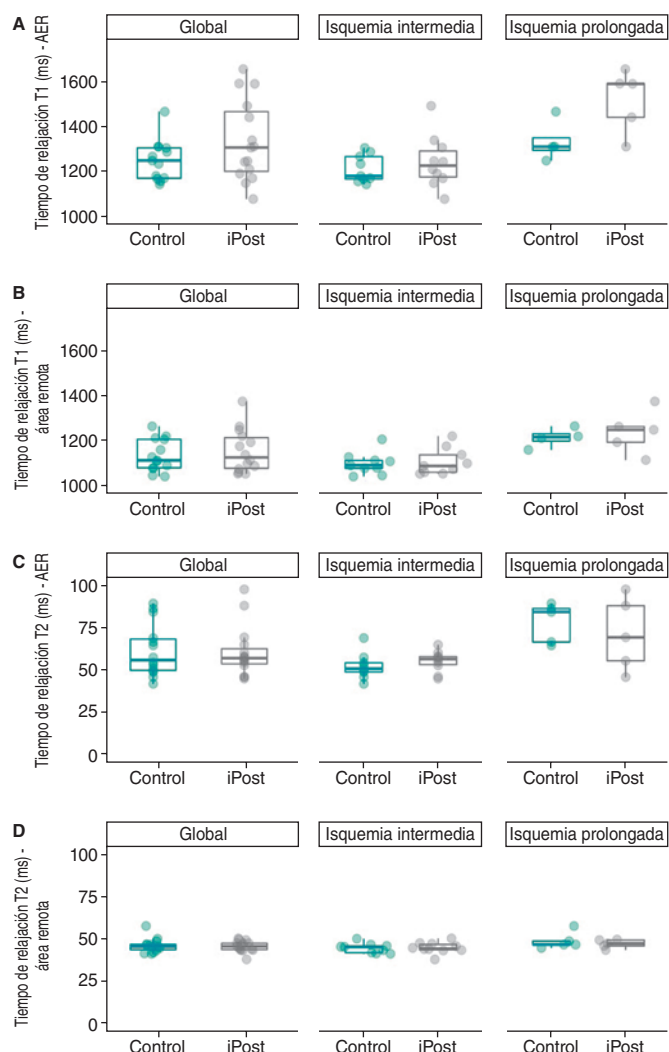 A
Global
Isquemia intermedia
Isquemia prolongada
Tiempo de relajación T1 (ms) - AER
1600
1400
1200
1000
Control
iPost
Control
iPost
Control
iPost
B
Global
Isquemia intermedia
Isquemia prolongada
Tiempo de relajación T1 (ms) -
área remota
1600
1400
1200
1000
Control
iPost
Control
iPost
Control
iPost
C
Global
Isquemia intermedia
Isquemia prolongada
Tiempo de relajación T2 (ms) - AER
100
75
50
25
0
Control
iPost
Control
iPost
Control
iPost
D
Global
Isquemia intermedia
Isquemia prolongada
Tiempo de relajación T2 (ms) -
área remota
100
75
50
25
0
Control
iPost
Control
iPost
Control
iPost